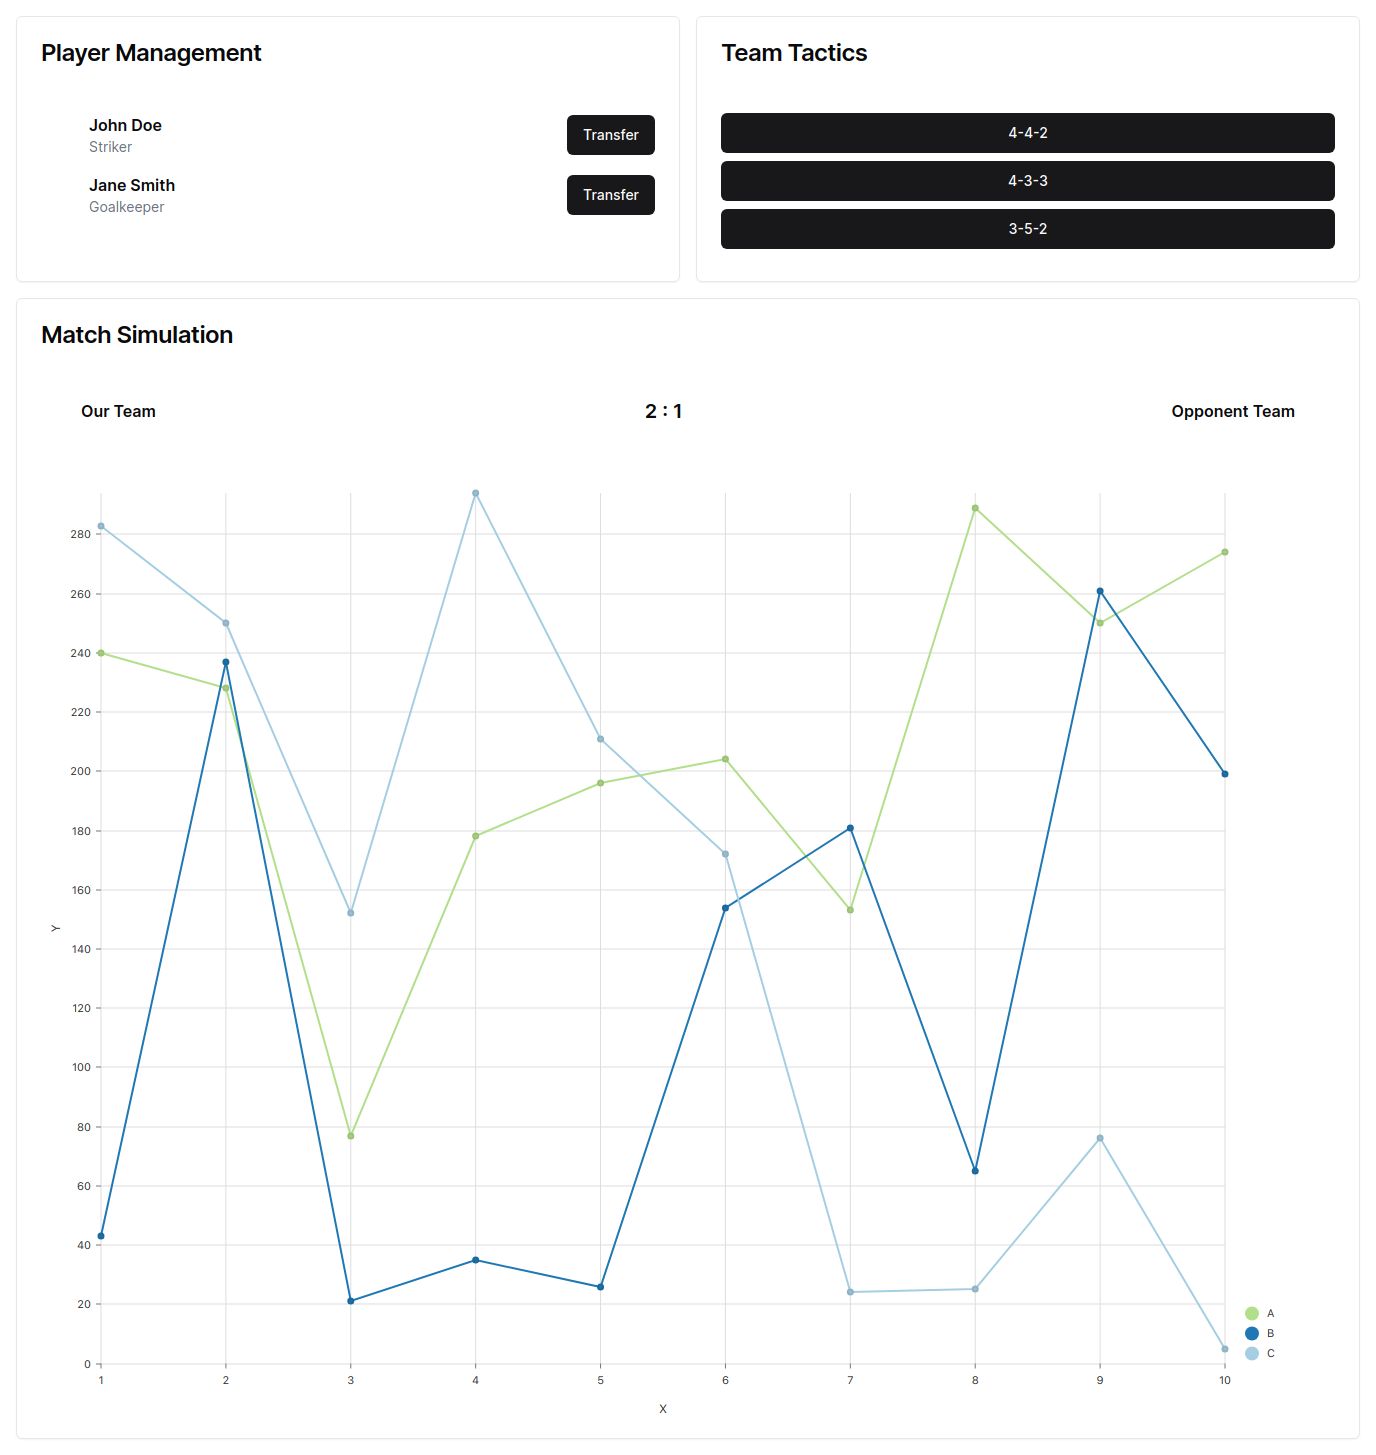 Player Management
John Doe
Striker
Transfer
Jane Smith
Goalkeeper
Transfer
Team Tactics
4-4-2
4-3-3
3-5-2
Match Simulation
Our Team
2 : 1
Opponent Team
280
260
240
220
200
180
160
140
120
100
80
60
40
20
0
Y
1 2 3 4 5 6 7 8 9 10
X
A
B
C